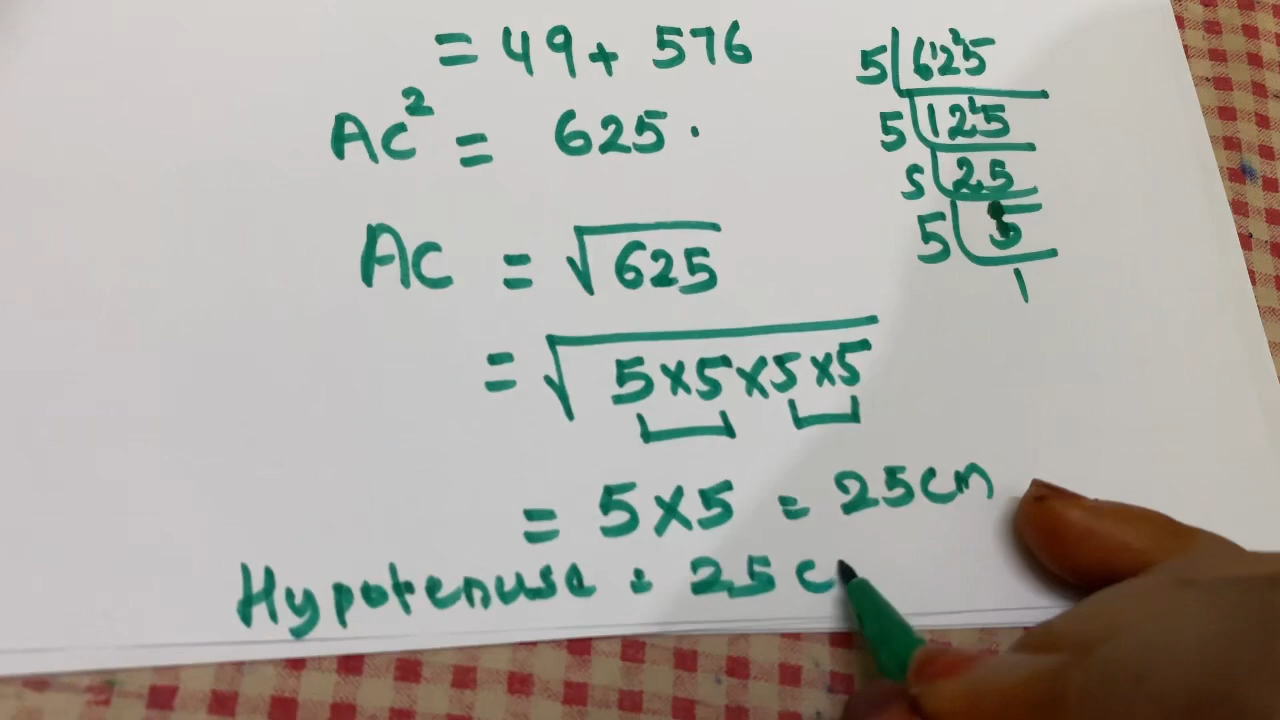 = 49 + 576
AC² = 625.
AC = √625
= √5×5×5×5
= 5×5 = 25cm
Hypotenuse = 25 c
5|625
5|125
5|25
5|5
1